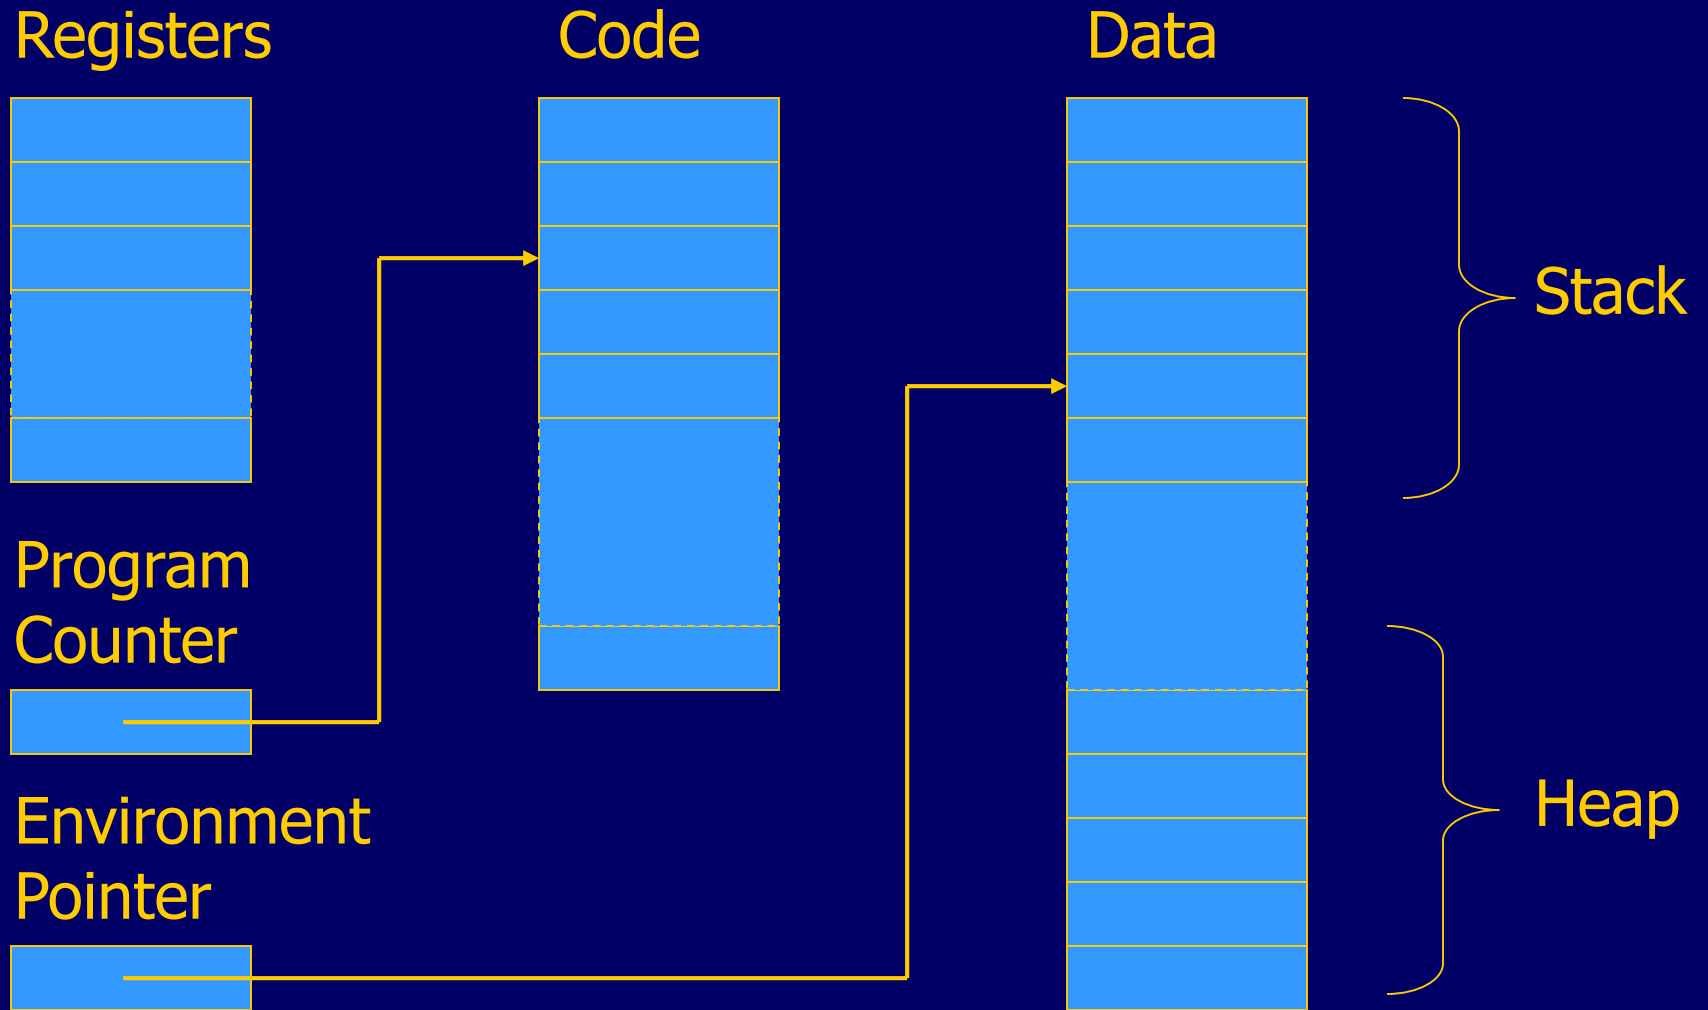 Registers
Code
Data
Stack
Program
Counter
Heap
Environment
Pointer